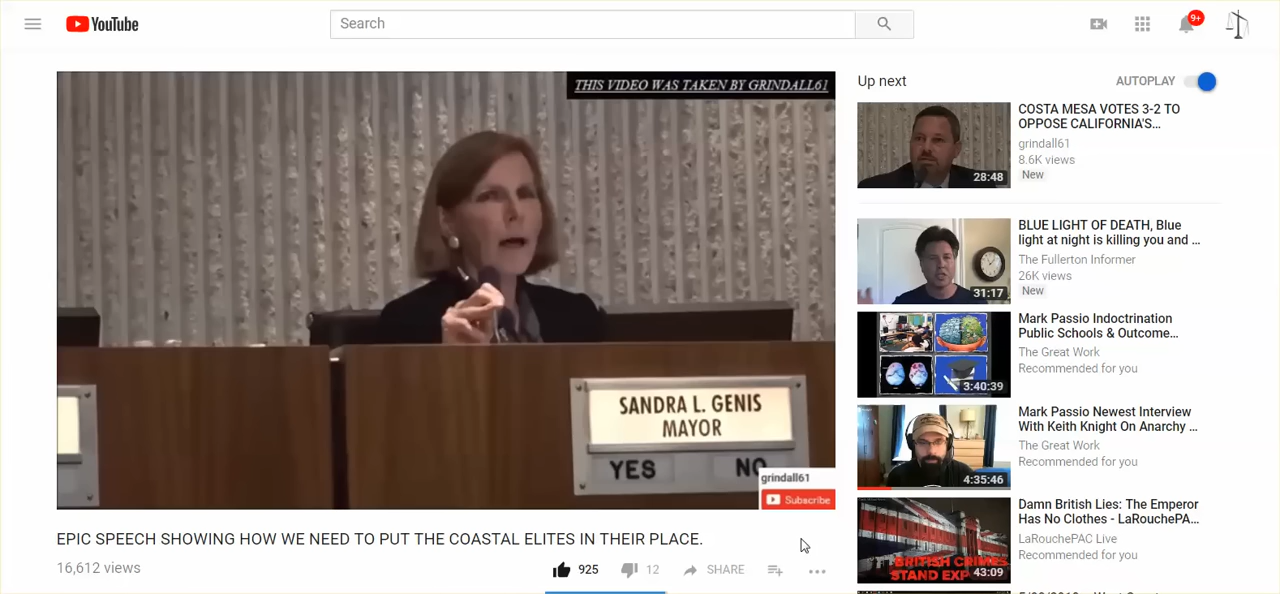 YouTube
Search
9+
THIS VIDEO WAS TAKEN BY GRINDALL61
SANDRA L. GENIS
MAYOR
YES NO
grindall61
Subscribe
EPIC SPEECH SHOWING HOW WE NEED TO PUT THE COASTAL ELITES IN THEIR PLACE.
16,612 views
925 12 SHARE
Up next AUTOPLAY
COSTA MESA VOTES 3-2 TO
OPPOSE CALIFORNIA'S...
grindall61
8.6K views
New
28:48
BLUE LIGHT OF DEATH, Blue
light at night is killing you and ...
The Fullerton Informer
26K views
New
31:17
Mark Passio Indoctrination
Public Schools & Outcome...
The Great Work
Recommended for you
3:40:39
Mark Passio Newest Interview
With Keith Knight On Anarchy ...
The Great Work
Recommended for you
4:35:46
Damn British Lies: The Emperor
Has No Clothes - LaRouchePA...
LaRouchePAC Live
Recommended for you
BRITISH CRIMES
STAND EXP
43:09